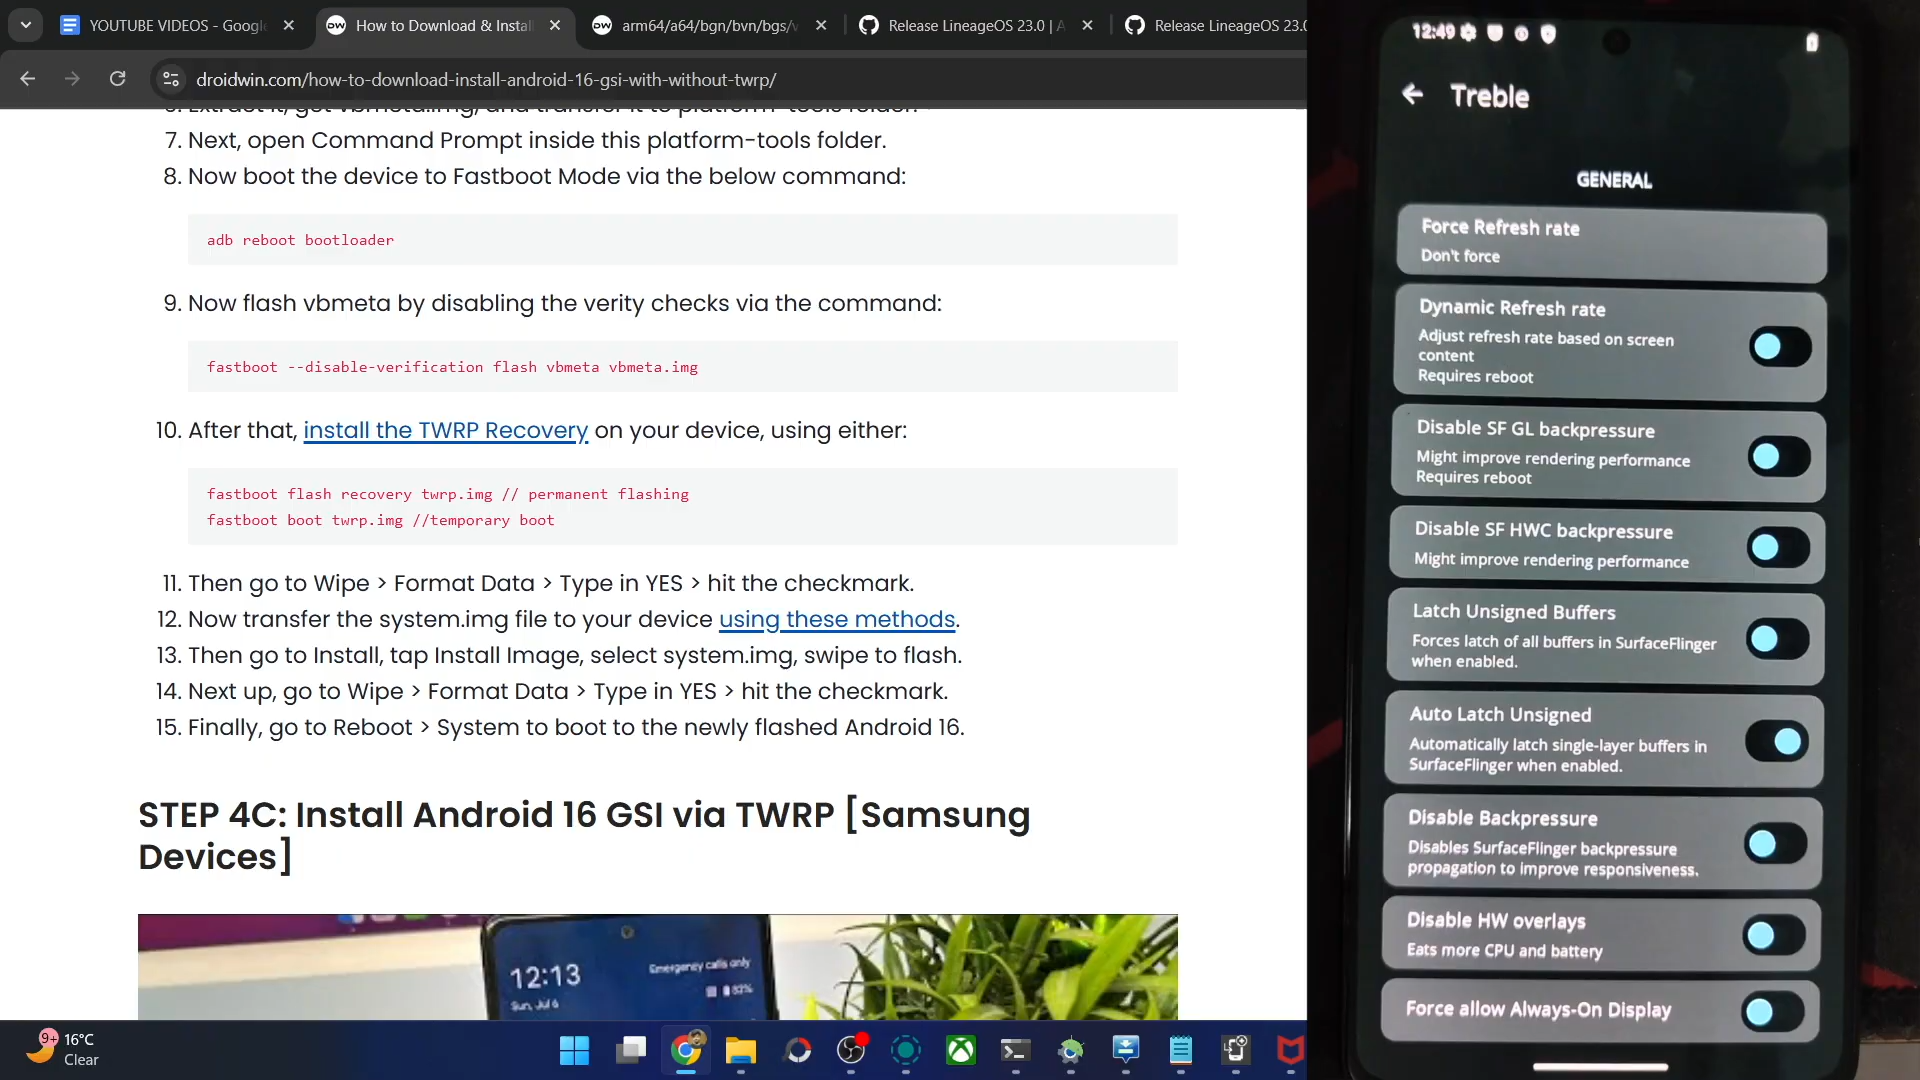 YOUTUBE VIDEOS - Google
How to Download & Instal
arm64/a64/bgn/bvn/bgs/v
Release LineageOS 23.0 | A
Release LineageOS 23.0
droidwin.com/how-to-download-install-android-16-gsi-with-without-twrp/
7. Next, open Command Prompt inside this platform-tools folder.
8. Now boot the device to Fastboot Mode via the below command:
adb reboot bootloader
9. Now flash vbmeta by disabling the verity checks via the command:
fastboot --disable-verification flash vbmeta vbmeta.img
10. After that, install the TWRP Recovery on your device, using either:
fastboot flash recovery twrp.img // permanent flashing
fastboot boot twrp.img //temporary boot
11. Then go to Wipe > Format Data > Type in YES > hit the checkmark.
12. Now transfer the system.img file to your device using these methods.
13. Then go to Install, tap Install Image, select system.img, swipe to flash.
14. Next up, go to Wipe > Format Data > Type in YES > hit the checkmark.
15. Finally, go to Reboot > System to boot to the newly flashed Android 16.
STEP 4C: Install Android 16 GSI via TWRP [Samsung
Devices]
12:13
Emergency calls only
Sun, Jul 6
82%
9+
16°C
Clear
12:49
Treble
GENERAL
Force Refresh rate
Don't force
Dynamic Refresh rate
Adjust refresh rate based on screen
content
Requires reboot
Disable SF GL backpressure
Might improve rendering performance
Requires reboot
Disable SF HWC backpressure
Might improve rendering performance
Latch Unsigned Buffers
Forces latch of all buffers in SurfaceFlinger
when enabled.
Auto Latch Unsigned
Automatically latch single-layer buffers in
SurfaceFlinger when enabled.
Disable Backpressure
Disables SurfaceFlinger backpressure
propagation to improve responsiveness.
Disable HW overlays
Eats more CPU and battery
Force allow Always-On Display